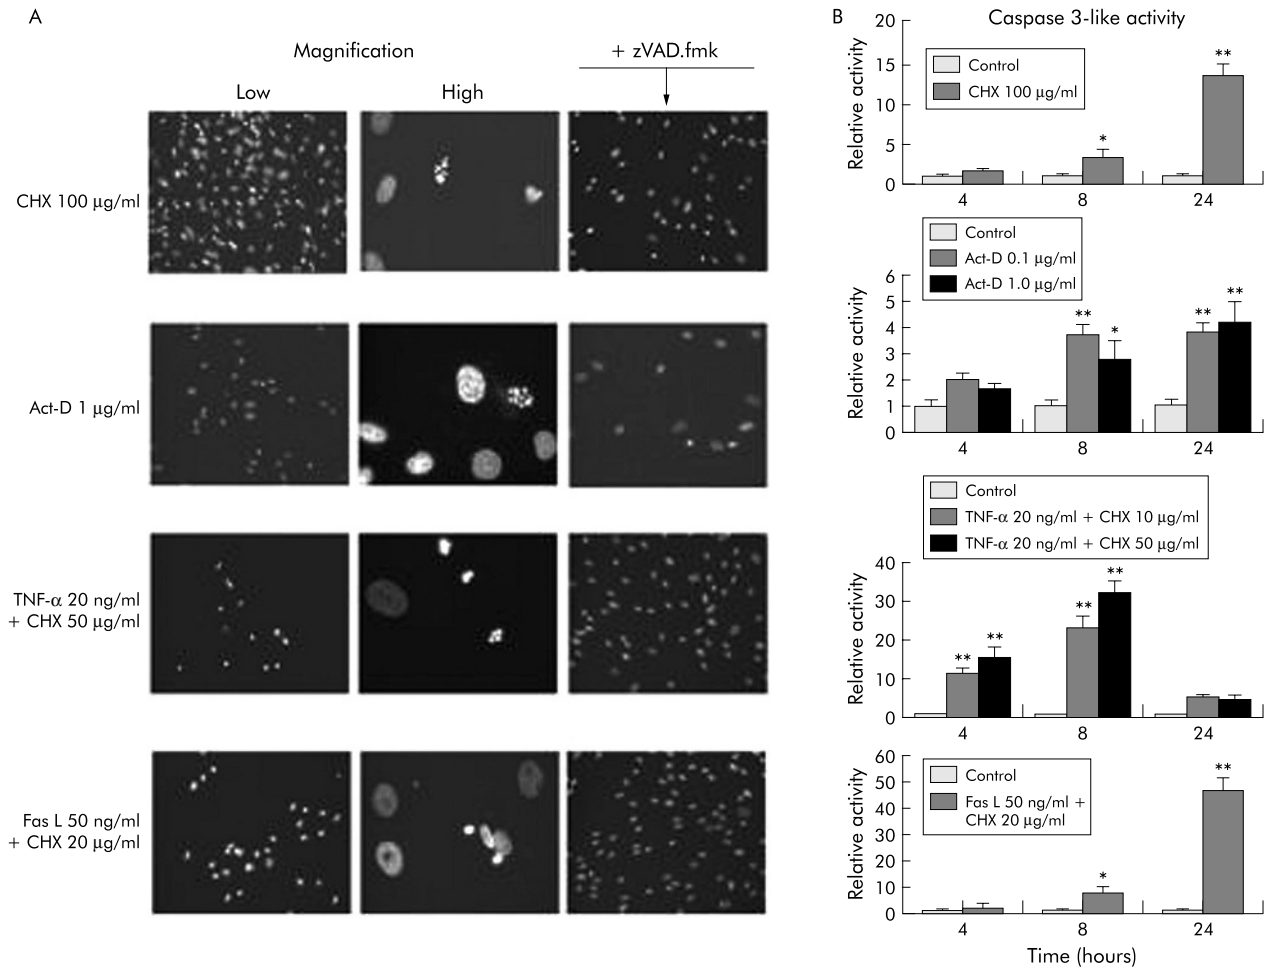 A
Magnification
+ zVAD.fmk
Low
High
CHX 100 μg/ml
Act-D 1 μg/ml
TNF-α 20 ng/ml
+ CHX 50 μg/ml
Fas L 50 ng/ml
+ CHX 20 μg/ml
B
Caspase 3-like activity
Relative activity
20
15
10
5
0
Control
CHX 100 μg/ml
*
**
4
8
24
Relative activity
6
5
4
3
2
1
0
Control
Act-D 0.1 μg/ml
Act-D 1.0 μg/ml
**
*
**
**
4
8
24
Relative activity
40
30
20
10
0
Control
TNF-α 20 ng/ml + CHX 10 μg/ml
TNF-α 20 ng/ml + CHX 50 μg/ml
**
**
**
**
4
8
24
Relative activity
60
50
40
30
20
10
0
Control
Fas L 50 ng/ml +
CHX 20 μg/ml
*
**
4
8
24
Time (hours)